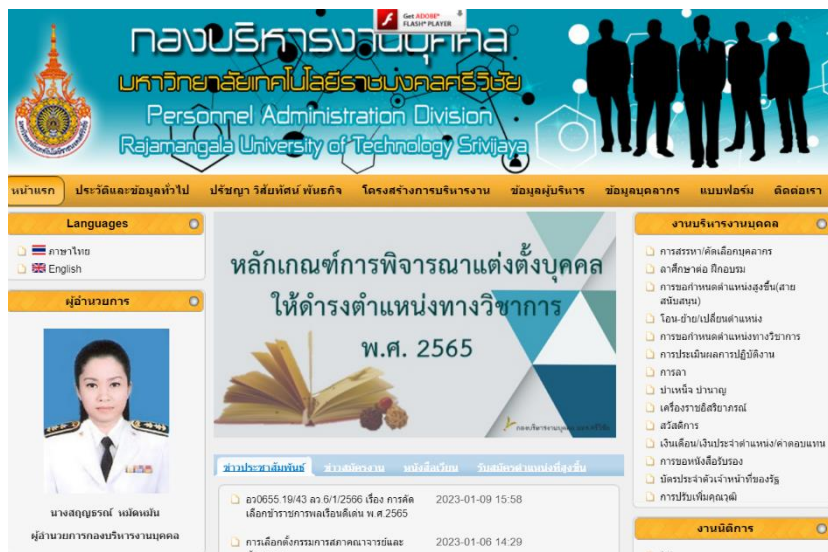 Get ADOBE®
FLASH® PLAYER
กองบริหารงานบุคคล
มหาวิทยาลัยเทคโนโลยีราชมงคลศรีวิชัย
Personnel Administration Division
Rajamangala University of Technology Srivijaya
หน้าแรก ประวัติและข้อมูลทั่วไป ปรัชญา วิสัยทัศน์ พันธกิจ โครงสร้างการบริหารงาน ข้อมูลผู้บริหาร ข้อมูลบุคลากร แบบฟอร์ม ติดต่อเรา
Languages
ภาษาไทย
English
ผู้อำนวยการ
นางสกุญธรณ์ หมัดหมัน
ผู้อำนวยการกองบริหารงานบุคคล
หลักเกณฑ์การพิจารณาแต่งตั้งบุคคล
ให้ดำรงตำแหน่งทางวิชาการ
พ.ศ. 2565
ข่าวประชาสัมพันธ์ ข่าวสมัครงาน หนังสือเวียน รับสมัครตำแหน่งที่สูงขึ้น
อว0655.19/43 ลว 6/1/2566 เรื่อง การคัด 2023-01-09 15:58
เลือกข้าราชการพลเรือนดีเด่น พ.ศ.2565
การเลือกตั้งกรรมการสภาคณาจารย์และ 2023-01-06 14:29
งานบริหารงานบุคคล
การสรรหา/คัดเลือกบุคลากร
ลาศึกษาต่อ ฝึกอบรม
การขอกำหนดตำแหน่งสูงขึ้น(สาย
สนับสนุน)
โอน-ย้าย/เปลี่ยนตำแหน่ง
การขอกำหนดตำแหน่งทางวิชาการ
การประเมินผลการปฏิบัติงาน
การลา
บำเหน็จ บำนาญ
เครื่องราชอิสริยาภรณ์
สวัสดิการ
เงินเดือน/เงินประจำตำแหน่ง/ค่าตอบแทน
การขอหนังสือรับรอง
บัตรประจำตัวเจ้าหน้าที่ของรัฐ
การปรับเพิ่มคุณวุฒิ
งานนิติการ